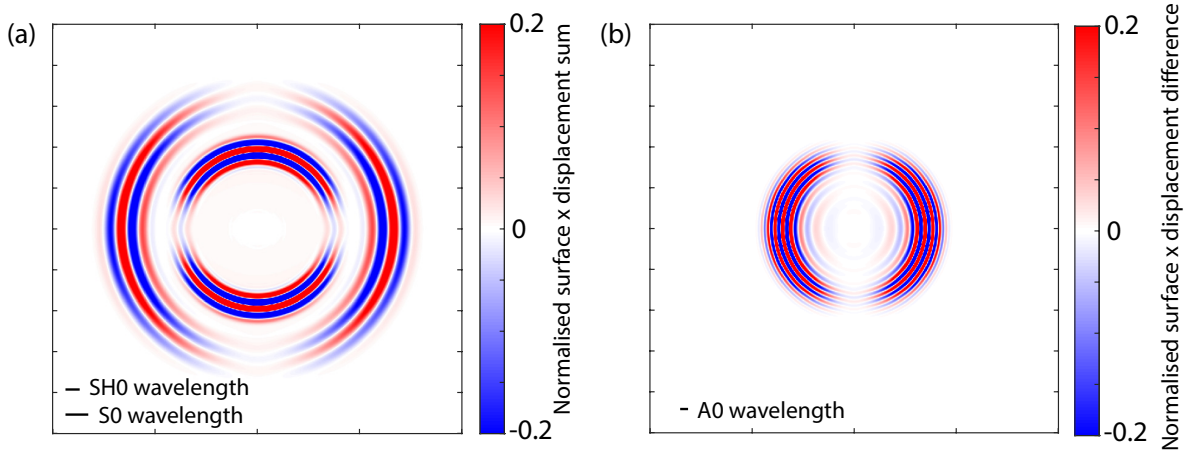 (a)
0.2
0
-0.2
Normalised surface x displacement sum
SH0 wavelength
S0 wavelength
(b)
0.2
0
-0.2
Normalised surface x displacement difference
A0 wavelength